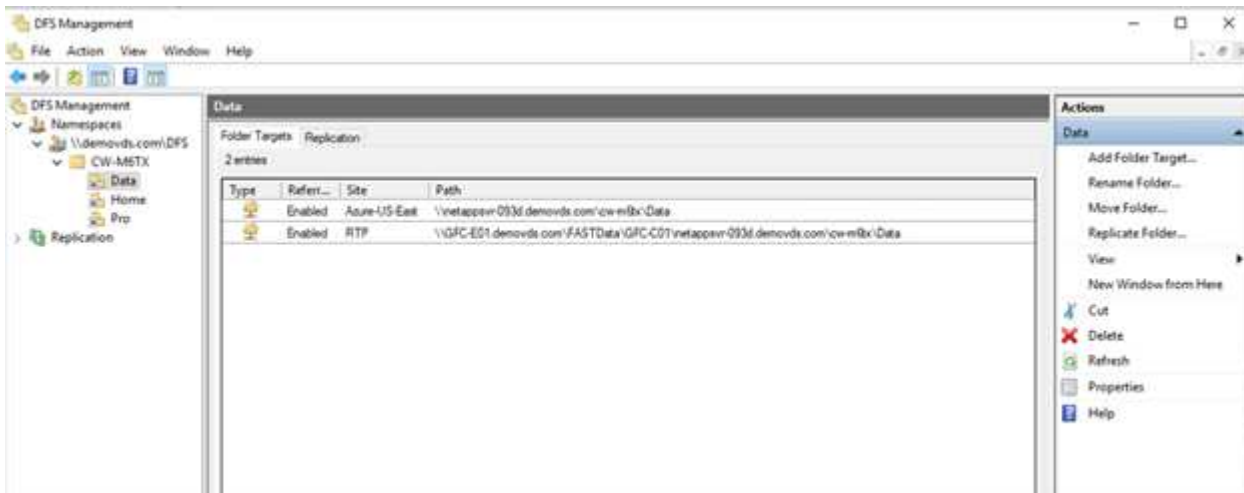 DFS Management
File Action View Window Help
DFS Management
Namespaces
\\demovds.com\DFS
CW-M6TX
Data
Home
Pro
Replication
Data
Folder Targets Replication
2 entries
Type Referr... Site Path
Enabled Azure-US-East \\netappsvr-093d.demovds.com\cw-m6tx\Data
Enabled RTP \\GFC-E01.demovds.com\FASTData\GFC-C01\netappsvr-093d.demovds.com\cw-m6tx\Data
Actions
Data
Add Folder Target...
Rename Folder...
Move Folder...
Replicate Folder...
View
New Window from Here
Cut
Delete
Refresh
Properties
Help